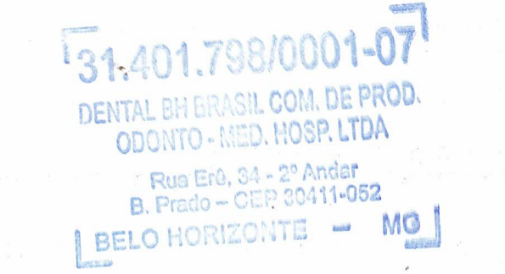 31.401.798/0001-07
DENTAL BH BRASIL COM. DE PROD.
ODONTO - MED. HOSP. LTDA
Rua Erê, 34 - 2º Andar
B. Prado – CEP 30411-052
BELO HORIZONTE – MG